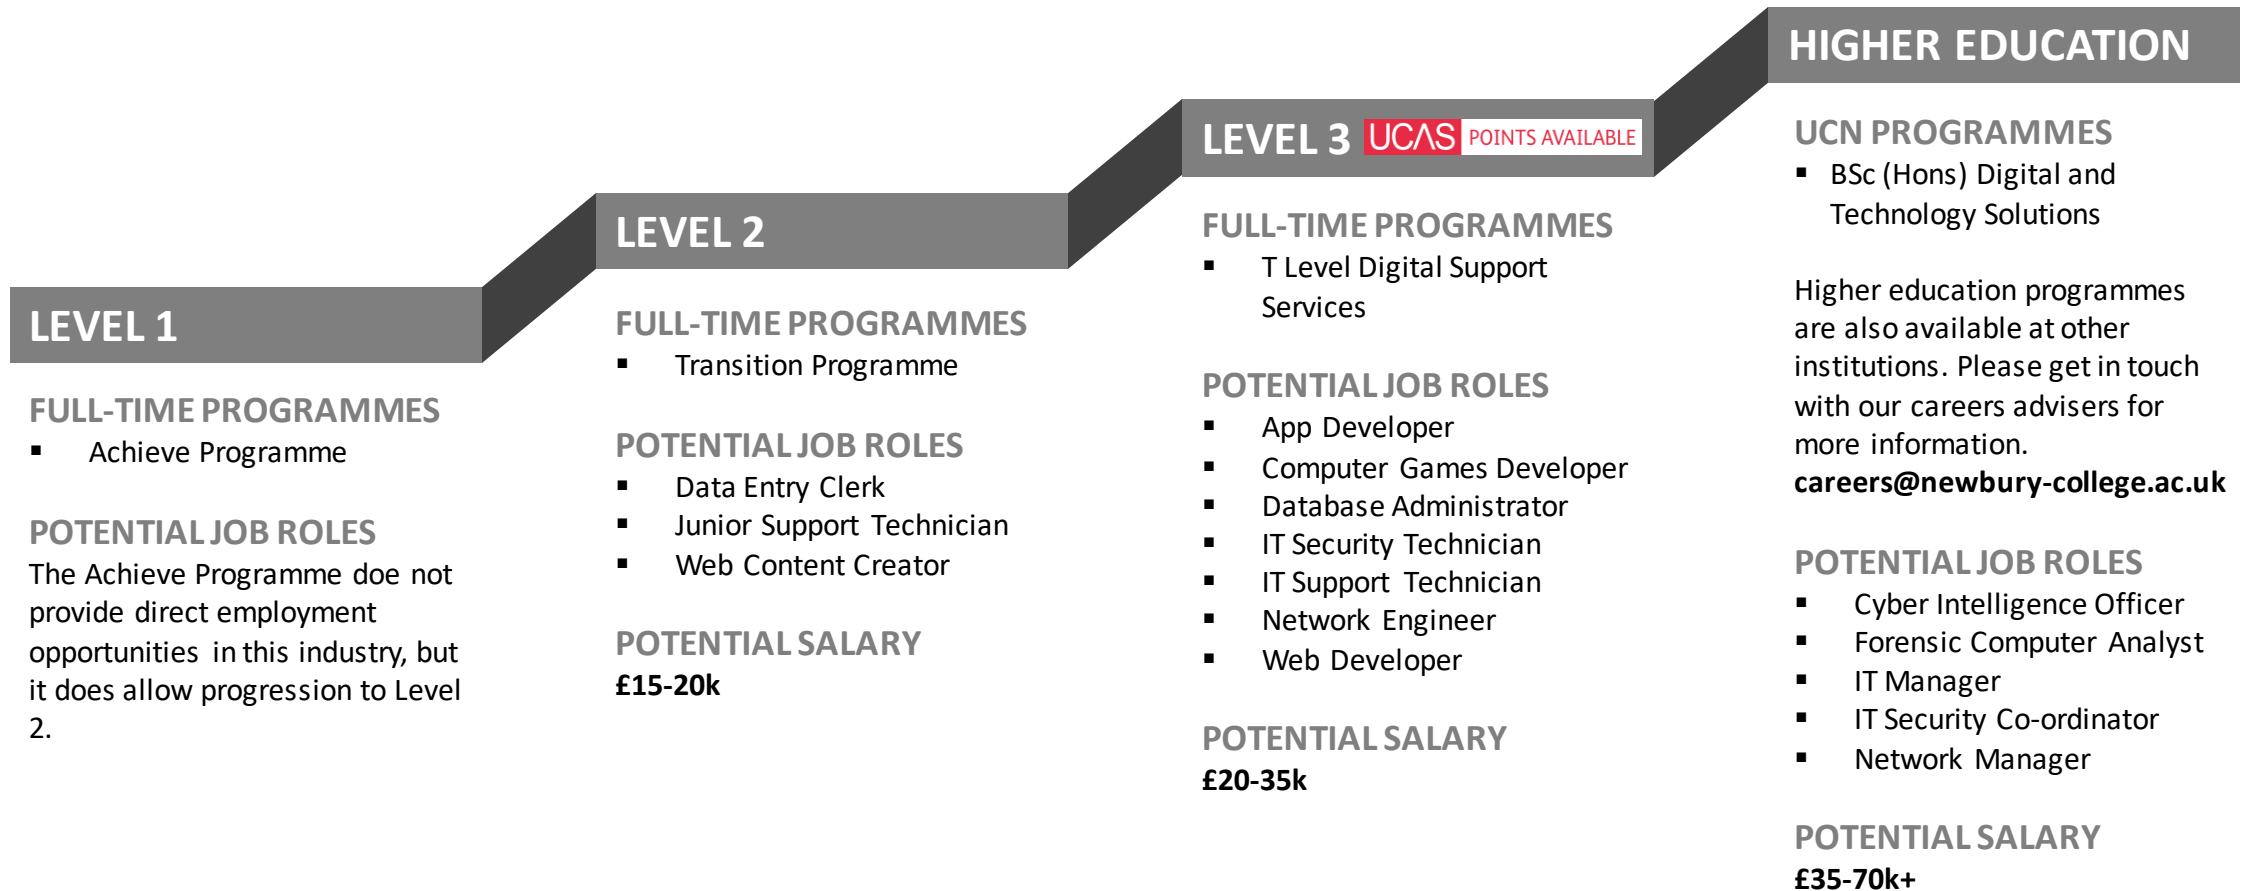 LEVEL 1
FULL-TIME PROGRAMMES
▪ Achieve Programme
POTENTIAL JOB ROLES
The Achieve Programme doe not
provide direct employment
opportunities in this industry, but
it does allow progression to Level
2.
LEVEL 2
FULL-TIME PROGRAMMES
▪ Transition Programme
POTENTIAL JOB ROLES
▪ Data Entry Clerk
▪ Junior Support Technician
▪ Web Content Creator
POTENTIAL SALARY
£15-20k
LEVEL 3 UCAS POINTS AVAILABLE
FULL-TIME PROGRAMMES
▪ T Level Digital Support
Services
POTENTIAL JOB ROLES
▪ App Developer
▪ Computer Games Developer
▪ Database Administrator
▪ IT Security Technician
▪ IT Support Technician
▪ Network Engineer
▪ Web Developer
POTENTIAL SALARY
£20-35k
HIGHER EDUCATION
UCN PROGRAMMES
▪ BSc (Hons) Digital and
Technology Solutions
Higher education programmes
are also available at other
institutions. Please get in touch
with our careers advisers for
more information.
careers@newbury-college.ac.uk
POTENTIAL JOB ROLES
▪ Cyber Intelligence Officer
▪ Forensic Computer Analyst
▪ IT Manager
▪ IT Security Co-ordinator
▪ Network Manager
POTENTIAL SALARY
£35-70k+